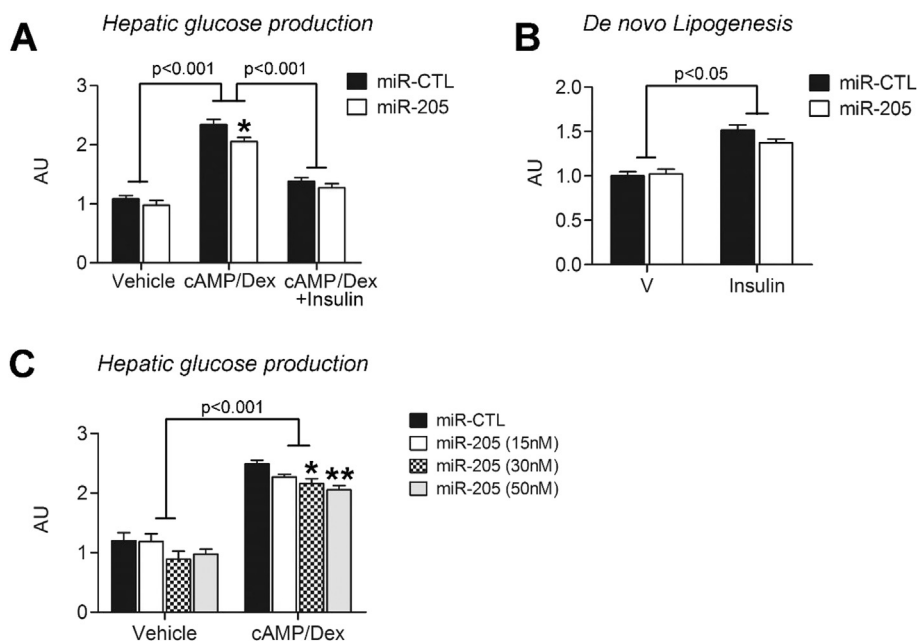 A
Hepatic glucose production
p<0.001
p<0.001
miR-CTL
miR-205
3
2
1
0
AU
*
Vehicle
cAMP/Dex
cAMP/Dex
+Insulin
B
De novo Lipogenesis
p<0.05
miR-CTL
miR-205
2.0
1.5
1.0
0.5
0.0
AU
V
Insulin
C
Hepatic glucose production
p<0.001
miR-CTL
miR-205 (15nM)
miR-205 (30nM)
miR-205 (50nM)
3
2
1
0
AU
*
**
Vehicle
cAMP/Dex